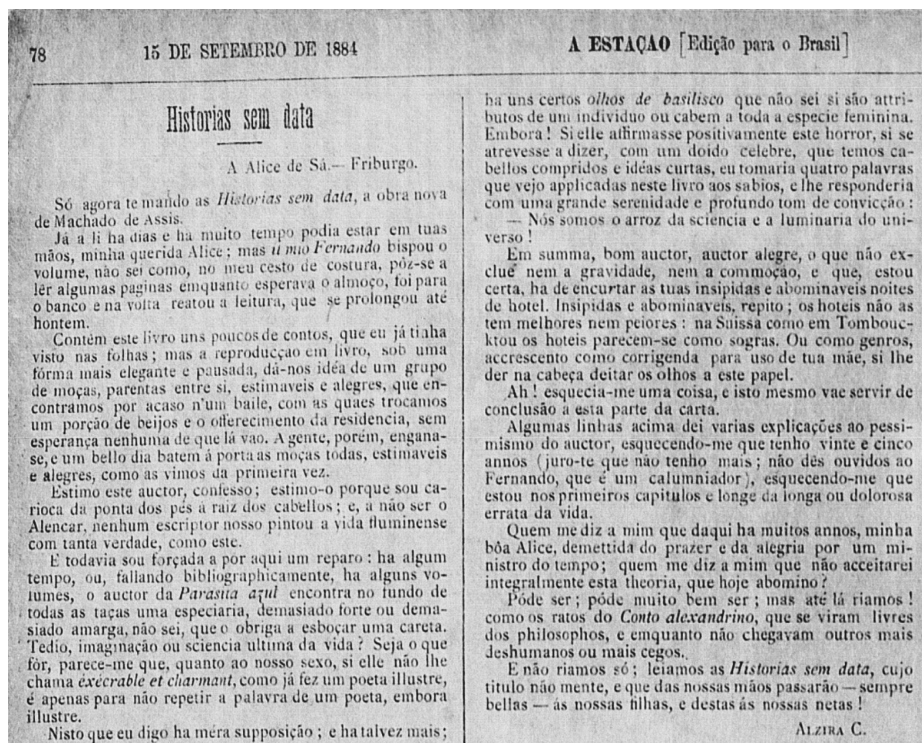 78
15 DE SETEMBRO DE 1884
A ESTAÇAO [Edição para o Brasil]
Historias sem data
A Alice de Sá.— Friburgo.
Só agora te mando as Historias sem data, a obra nova
de Machado de Assis.
Já a li ha dias e ha muito tempo podia estar em tuas
mãos, minha querida Alice; mas il mio Fernando bispou o
volume, não sei como, no meu cesto de costura, pôz-se a
lêr algumas paginas emquanto esperava o almoço, foi para
o banco e na volta reatou a leitura, que se prolongou até
hontem.
Contém este livro uns poucos de contos, que eu já tinha
visto nas folhas; mas a reproducção em livro, sob uma
fórma mais elegante e pausada, dá-nos idéa de um grupo
de moças, parentas entre si, estimaveis e alegres, que en-
contramos por acaso n'um baile, com as quaes trocamos
um porção de beijos e o offerecimento da residencia, sem
esperança nenhuma de que lá vao. A gente, porém, engana-
se, e um bello dia batem á porta as moças todas, estimaveis
e alegres, como as vimos da primeira vez.
Estimo este auctor, confesso; estimo-o porque sou ca-
rioca da ponta dos pés á raiz dos cabellos; e, a não ser o
Alencar, nenhum escriptor nosso pintou a vida fluminense
com tanta verdade, como este.
E todavia sou forçada a pôr aqui um reparo: ha algum
tempo, ou, fallando bibliographicamente, ha alguns vo-
lumes, o auctor da Parasita azul encontra no fundo de
todas as taças uma especiaria, demasiado forte ou dema-
siado amarga, não sei, que o obriga a esboçar uma careta.
Tedio, imaginação ou sciencia ultima da vida? Seja o que
fôr, parece-me que, quanto ao nosso sexo, si elle não lhe
chama éxécrable et charmant, como já fez um poeta illustre,
é apenas para não repetir a palavra de um poeta, embora
illustre.
Nisto que eu digo ha méra supposição; e ha talvez mais;
ha uns certos olhos de basilisco que não sei si são attri-
butos de um individuo ou cabem a toda a especie feminina.
Embora! Si elle affirmasse positivamente este horror, si se
atrevesse a dizer, com um doido celebre, que temos ca-
bellos compridos e idéas curtas, eu tomaria quatro palavras
que vejo applicadas neste livro aos sabios, e lhe responderia
com uma grande serenidade e profundo tom de convicção:
— Nós somos o arroz da sciencia e a luminaria do uni-
verso!
Em summa, bom auctor, auctor alegre, o que não ex-
clue nem a gravidade, nem a commoção, e que, estou
certa, ha de encurtar as tuas insipidas e abominaveis noites
de hotel. Insipidas e abominaveis, repito; os hoteis não as
tem melhores nem peiores: na Suissa como em Tombouc-
ktou os hoteis parecem-se como sogras. Ou como genros,
accrescento como corrigenda para uso de tua mãe, si lhe
der na cabeça deitar os olhos a este papel.
Ah! esquecia-me uma coisa, e isto mesmo vae servir de
conclusão a esta parte da carta.
Algumas linhas acima dei varias explicações ao pessi-
mismo do auctor, esquecendo-me que tenho vinte e cinco
annos (juro-te que não tenho mais; não dês ouvidos ao
Fernando, que é um calumniador), esquecendo-me que
estou nos primeiros capitulos e longe da longa ou dolorosa
errata da vida.
Quem me diz a mim que daqui ha muitos annos, minha
bôa Alice, demettida do prazer e da alegria por um mi-
nistro do tempo; quem me diz a mim que não acceitarei
integralmente esta theoria, que hoje abomino?
Póde ser; póde muito bem ser; mas até lá riamos!
como os ratos do Conto alexandrino, que se viram livres
dos philosophos, e emquanto não chegavam outros mais
deshumanos ou mais cegos.
E não riamos só; leiamos as Historias sem data, cujo
titulo não mente, e que das nossas mãos passarão — sempre
bellas — ás nossas filhas, e destas ás nossas netas!
ALZIRA C.